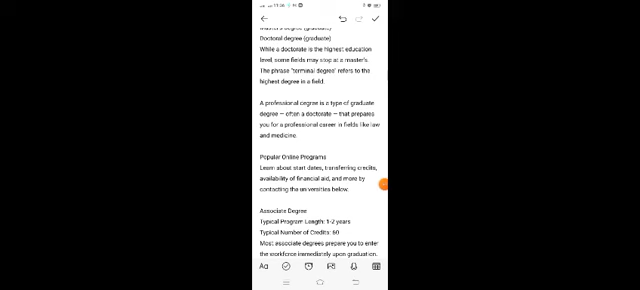 Master's degree (graduate)
Doctoral degree (graduate)
While a doctorate is the highest education
level, some fields may stop at a master's.
The phrase "terminal degree" refers to the
highest degree in a field.
A professional degree is a type of graduate
degree — often a doctorate — that prepares
you for a professional career in fields like law
and medicine.
Popular Online Programs
Learn about start dates, transferring credits,
availability of financial aid, and more by
contacting the universities below.
Associate Degree
Typical Program Length: 1-2 years
Typical Number of Credits: 60
Most associate degrees prepare you to enter
the workforce immediately upon graduation.
Aa